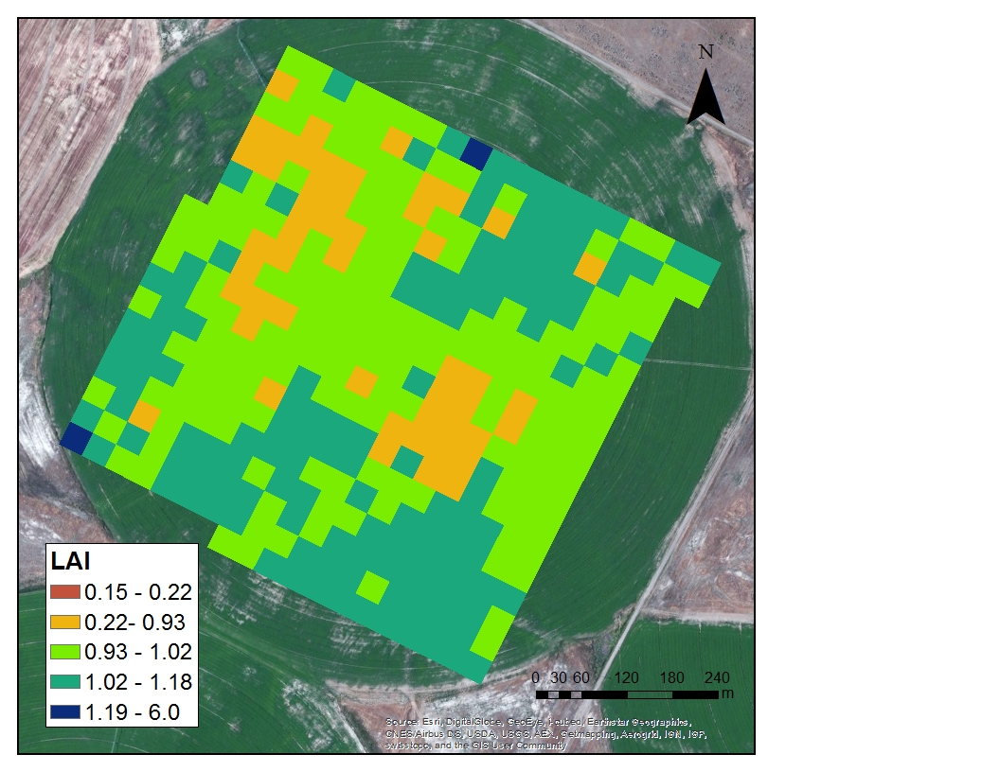 N
LAI
0.15 - 0.22
0.22- 0.93
0.93 - 1.02
1.02 - 1.18
1.19 - 6.0
0 30 60 120 180 240
m
Source: Esri, DigitalGlobe, GeoEye, i-cubed, Earthstar Geographics,
CNES/Airbus DS, USDA, USGS, AEX, Getmapping, Aerogrid, IGN, IGP,
swisstopo, and the GIS User Community